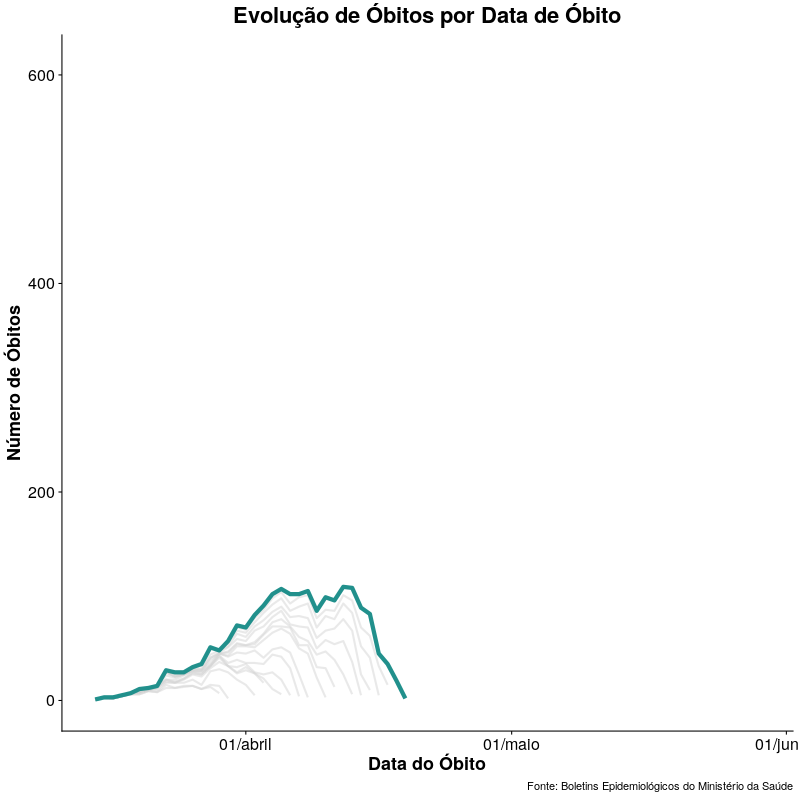 Evolução de Óbitos por Data de Óbito
600
400
200
0
Número de Óbitos
01/abril
01/maio
01/jun
Data do Óbito
Fonte: Boletins Epidemiológicos do Ministério da Saúde